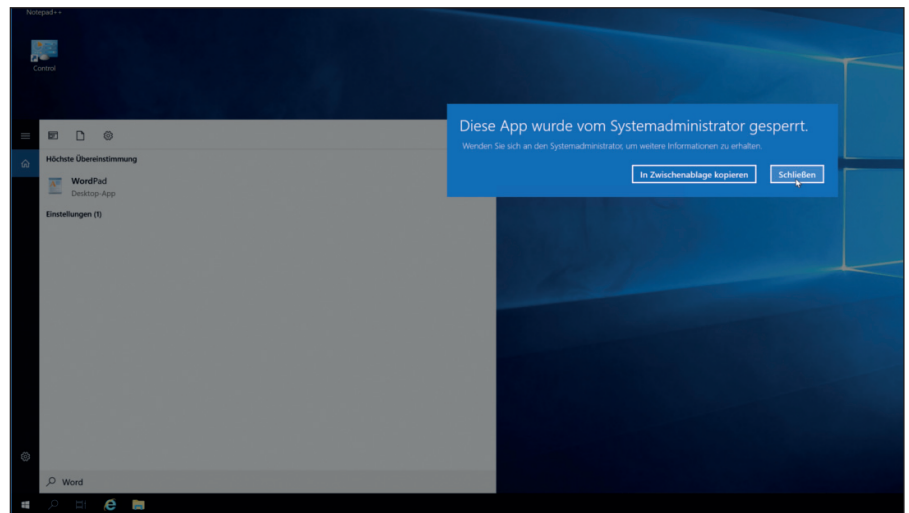 Notepad++
Control
Diese App wurde vom Systemadministrator gesperrt.
Wenden Sie sich an den Systemadministrator, um weitere Informationen zu erhalten.
In Zwischenablage kopieren
Schließen
Höchste Übereinstimmung
WordPad
Desktop-App
Einstellungen (1)
Word